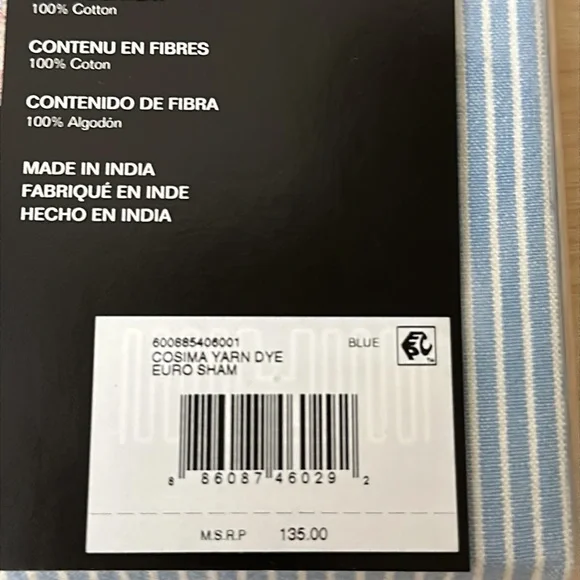 100% Cotton
CONTENU EN FIBRES
100% Coton
CONTENIDO DE FIBRA
100% Algodón
MADE IN INDIA
FABRIQUÉ EN INDE
HECHO EN INDIA
600885406001 BLUE
COSIMA YARN DYE
EURO SHAM
8 86087 46029 2
M.S.R.P 135.00